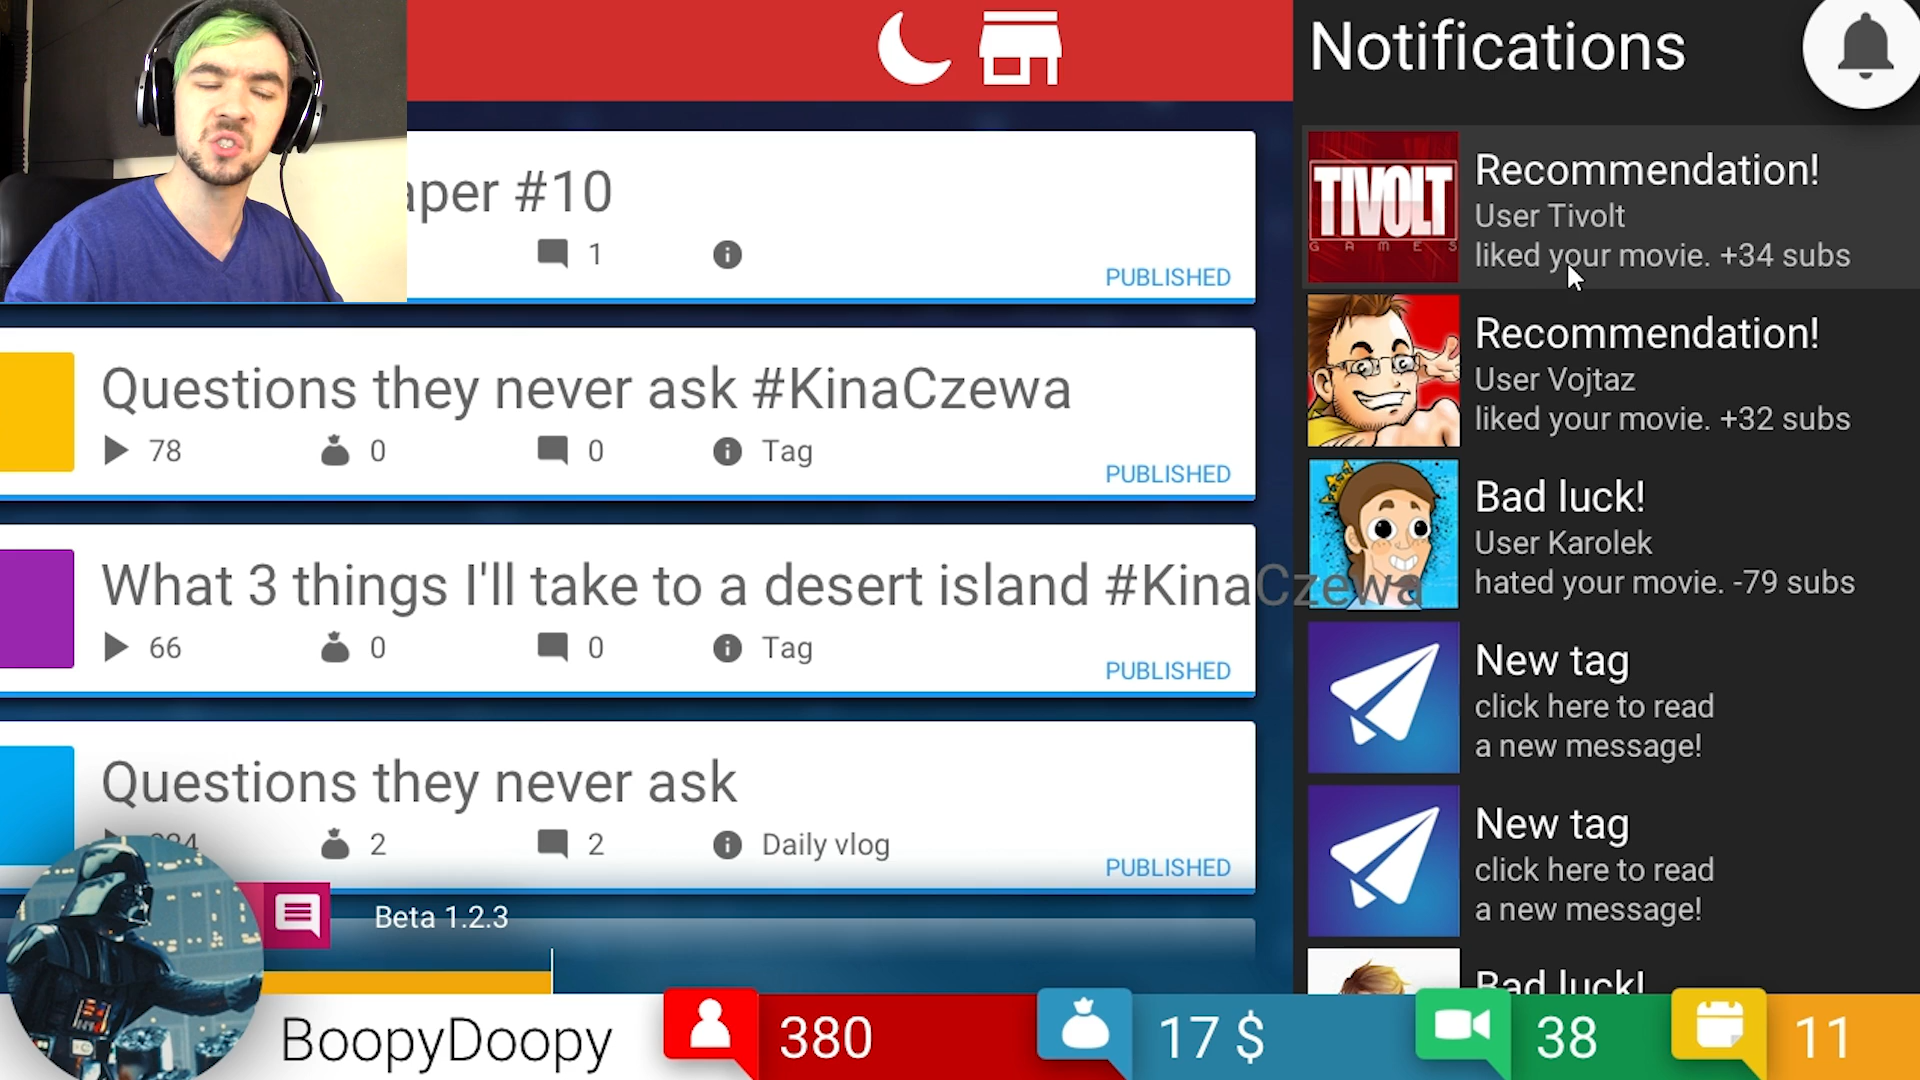 Notifications
TIVOLT
GAMES
Recommendation!
User Tivolt
liked your movie. +34 subs
Recommendation!
User Vojtaz
liked your movie. +32 subs
Bad luck!
User Karolek
hated your movie. -79 subs
New tag
click here to read
a new message!
New tag
click here to read
a new message!
Bad luck!
aper #10
1
PUBLISHED
Questions they never ask #KinaCzewa
78 0 0 Tag
PUBLISHED
What 3 things I'll take to a desert island #KinaCzewa
66 0 0 Tag
PUBLISHED
Questions they never ask
2 2 Daily vlog
PUBLISHED
Beta 1.2.3
BoopyDoopy 380 17 $ 38 11